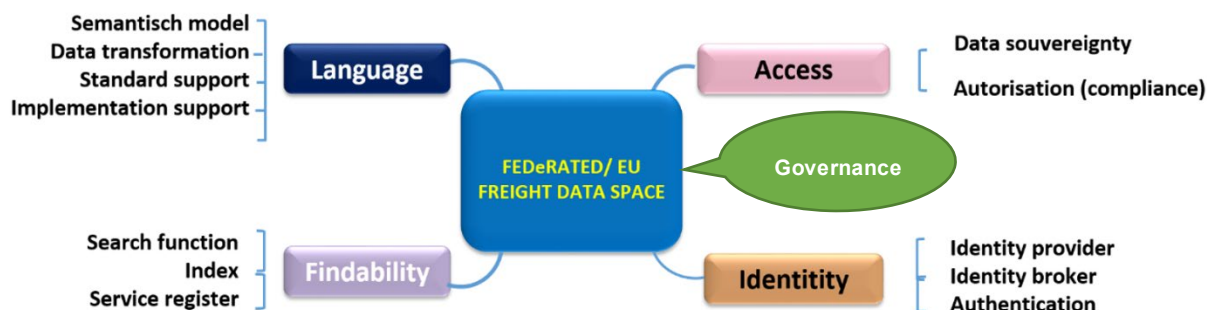 Semantisch model
Data transformation
Standard support
Implementation support
Language
Access
Data souvereignty
Autorisation (compliance)
FEDeRATED/ EU
FREIGHT DATA SPACE
Governance
Search function
Index
Service register
Findability
Identitity
Identity provider
Identity broker
Authentication